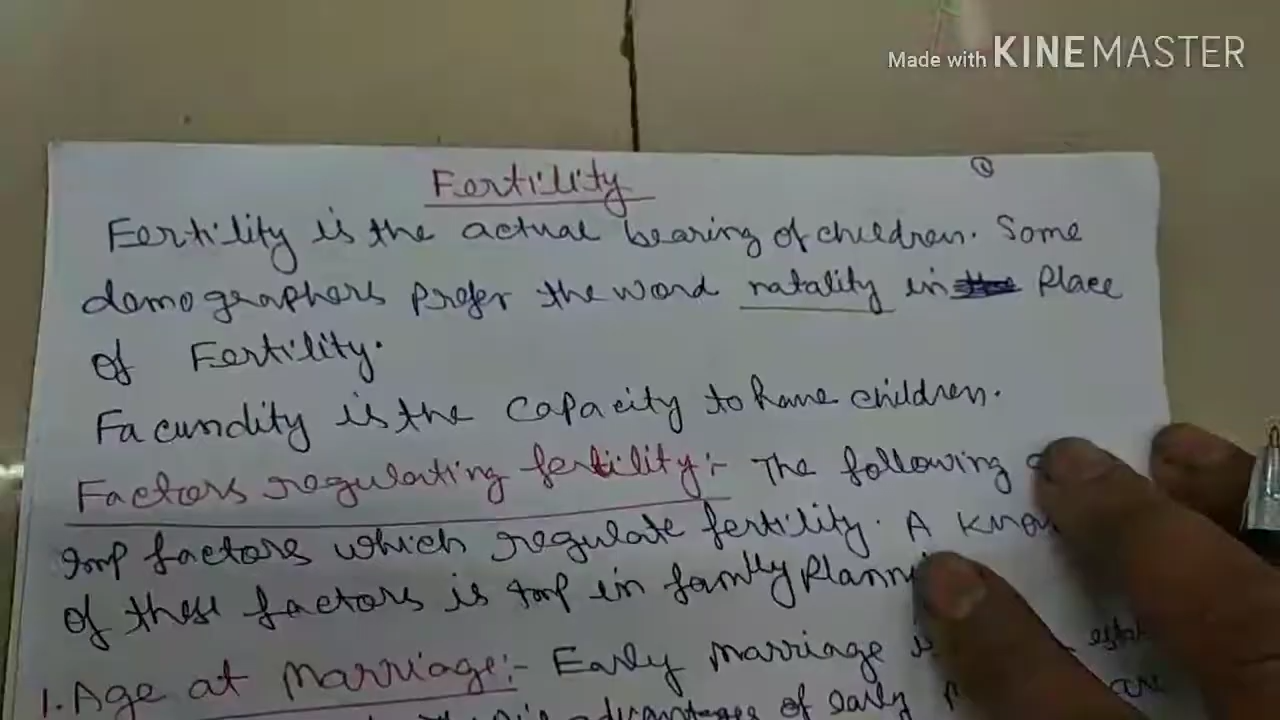 Made with KINEMASTER
Fertility
①
Fertility is the actual bearing of children. Some
demographers prefer the word natality in place
of Fertility.
Facundity is the capacity to have children.
Factors regulating fertility:- The following
Imp factors which regulate fertility. A
of these factors is Imp in family
1. Age at Marriage:- Early marriage
of early are